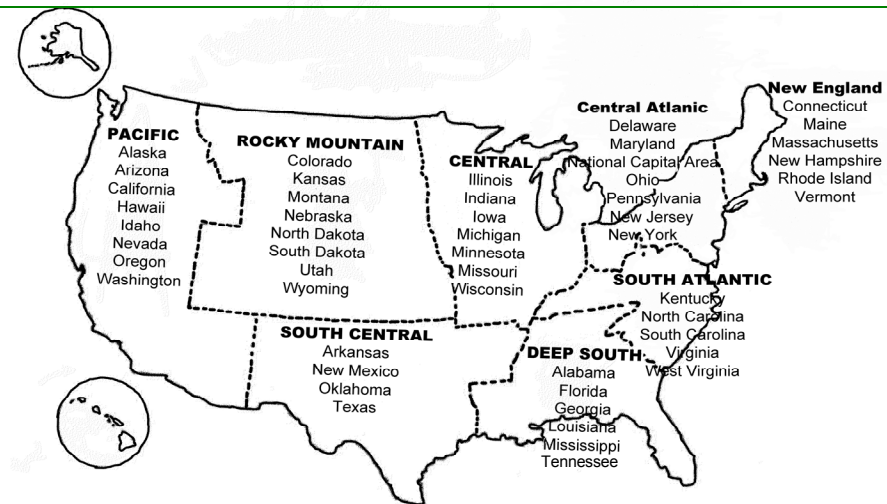 PACIFIC
Alaska
Arizona
California
Hawaii
Idaho
Nevada
Oregon
Washington
ROCKY MOUNTAIN
Colorado
Kansas
Montana
Nebraska
North Dakota
South Dakota
Utah
Wyoming
CENTRAL
Illinois
Indiana
Iowa
Michigan
Minnesota
Missouri
Wisconsin
Central Atlanic
Delaware
Maryland
National Capital Area
Ohio
Pennsylvania
New Jersey
New York
New England
Connecticut
Maine
Massachusetts
New Hampshire
Rhode Island
Vermont
SOUTH CENTRAL
Arkansas
New Mexico
Oklahoma
Texas
DEEP SOUTH
Alabama
Florida
Georgia
Louisiana
Mississippi
Tennessee
SOUTH ATLANTIC
Kentucky
North Carolina
South Carolina
Virginia
West Virginia